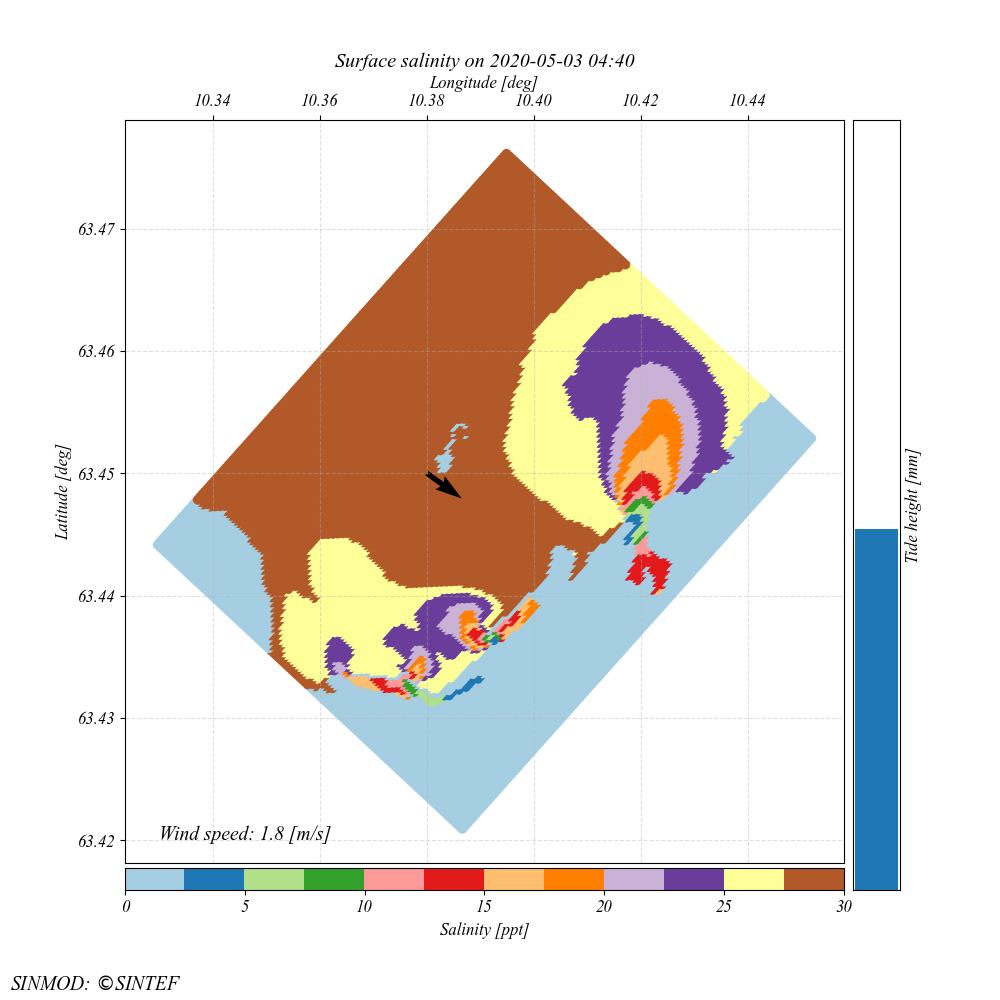 Surface salinity on 2020-05-03 04:40
Longitude [deg]
10.34 10.36 10.38 10.40 10.42 10.44
63.47
63.46
63.45
63.44
63.43
63.42
Latitude [deg]
Tide height [mm]
Wind speed: 1.8 [m/s]
0 5 10 15 20 25 30
Salinity [ppt]
SINMOD: ©SINTEF